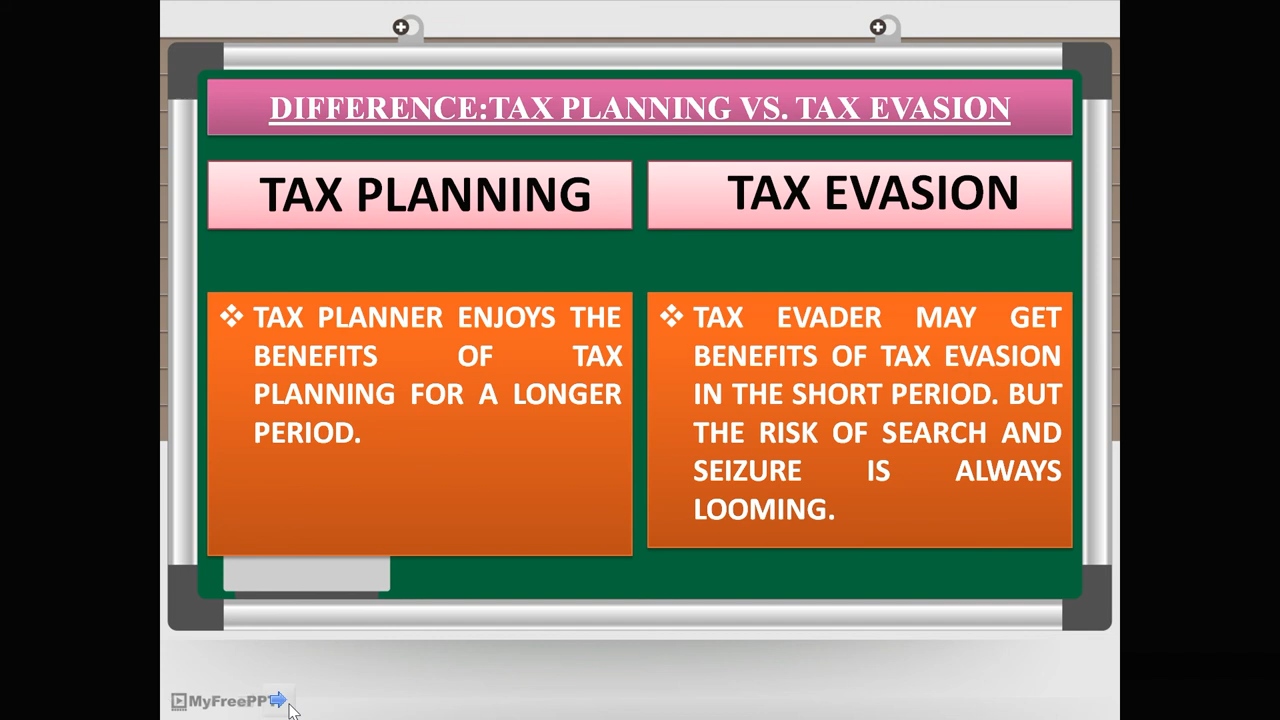 DIFFERENCE:TAX PLANNING VS. TAX EVASION
TAX PLANNING
TAX EVASION
❖ TAX PLANNER ENJOYS THE
BENEFITS OF TAX
PLANNING FOR A LONGER
PERIOD.
❖ TAX EVADER MAY GET
BENEFITS OF TAX EVASION
IN THE SHORT PERIOD. BUT
THE RISK OF SEARCH AND
SEIZURE IS ALWAYS
LOOMING.
MyFreePP